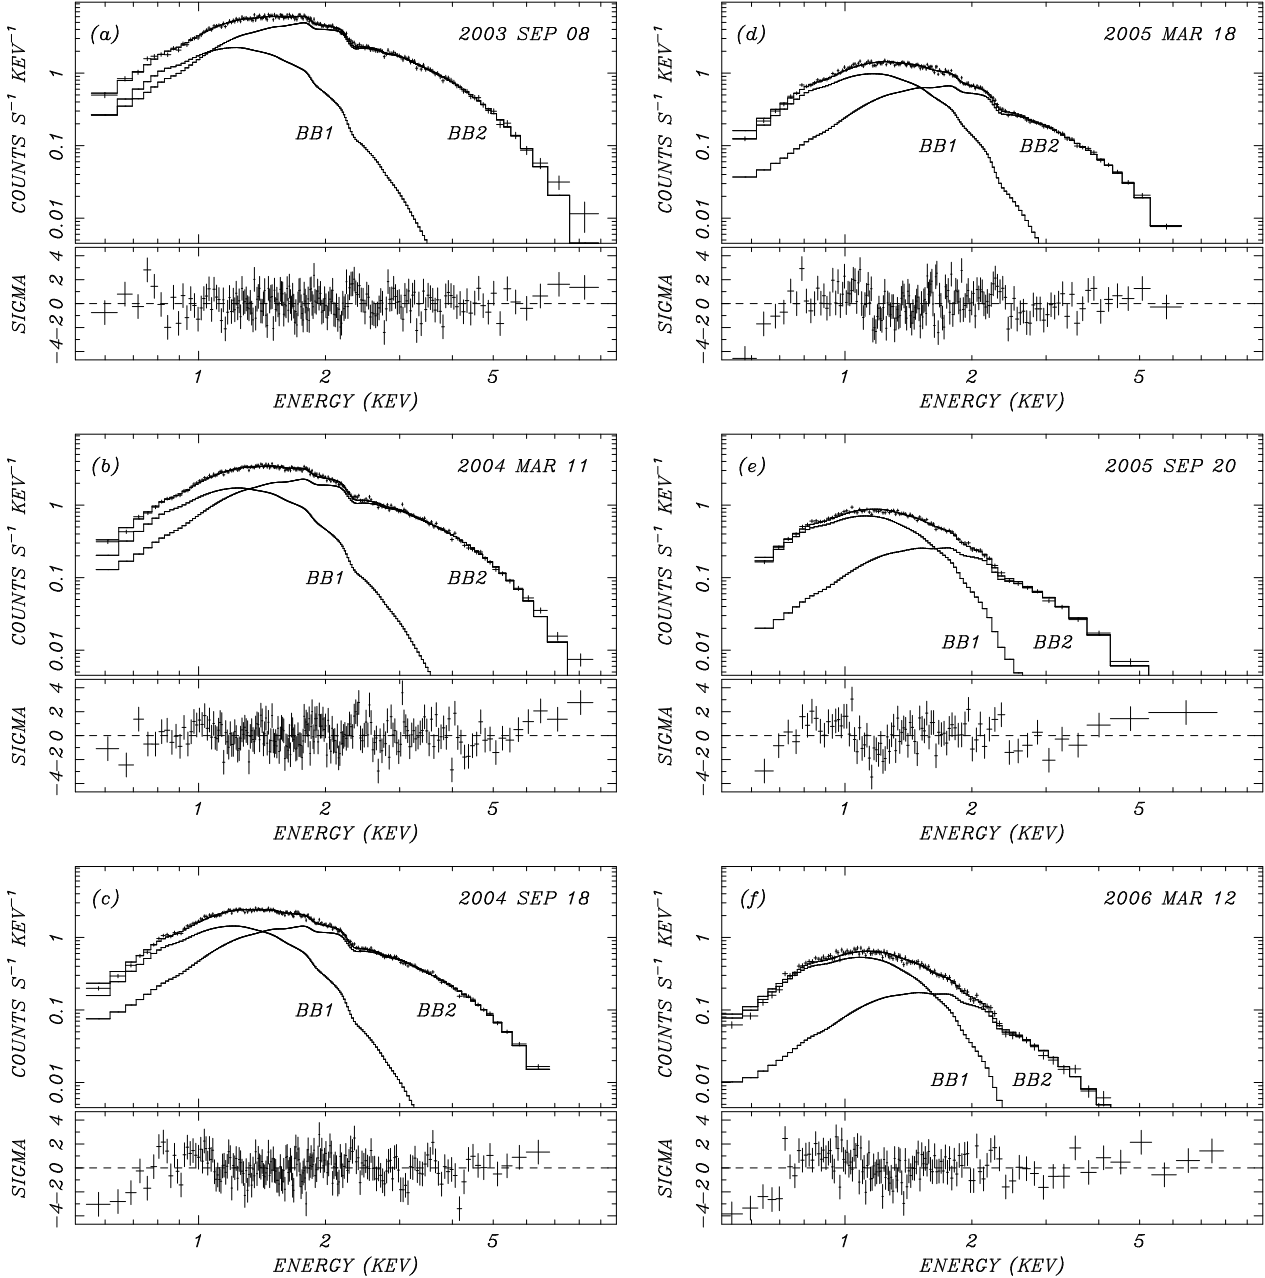 (a) 2003 SEP 08
COUNTS S⁻¹ KEV⁻¹
1
0.1
0.01
BB1 BB2
SIGMA
4
2
0
−2
−4
1 2 5
ENERGY (KEV)
(d) 2005 MAR 18
COUNTS S⁻¹ KEV⁻¹
1
0.1
0.01
BB1 BB2
SIGMA
4
2
0
−2
−4
1 2 5
ENERGY (KEV)
(b) 2004 MAR 11
COUNTS S⁻¹ KEV⁻¹
1
0.1
0.01
BB1 BB2
SIGMA
4
2
0
−2
−4
1 2 5
ENERGY (KEV)
(e) 2005 SEP 20
COUNTS S⁻¹ KEV⁻¹
1
0.1
0.01
BB1 BB2
SIGMA
4
2
0
−2
−4
1 2 5
ENERGY (KEV)
(c) 2004 SEP 18
COUNTS S⁻¹ KEV⁻¹
1
0.1
0.01
BB1 BB2
SIGMA
4
2
0
−2
−4
1 2 5
ENERGY (KEV)
(f) 2006 MAR 12
COUNTS S⁻¹ KEV⁻¹
1
0.1
0.01
BB1 BB2
SIGMA
4
2
0
−2
−4
1 2 5
ENERGY (KEV)